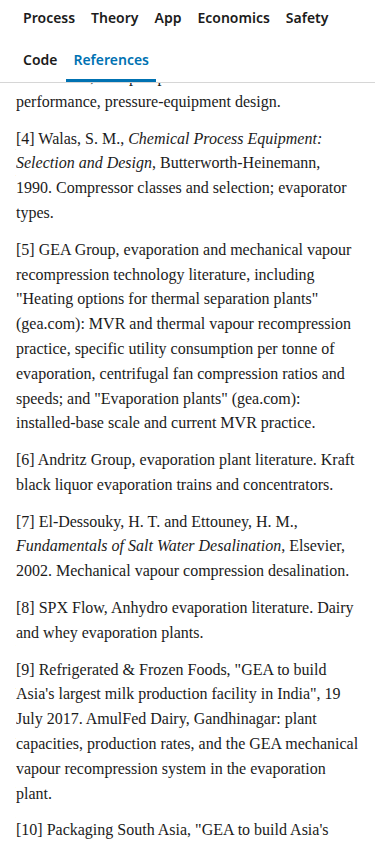 Process Theory App Economics Safety
Code References
performance, pressure-equipment design.
[4] Walas, S. M., Chemical Process Equipment:
Selection and Design, Butterworth-Heinemann,
1990. Compressor classes and selection; evaporator
types.
[5] GEA Group, evaporation and mechanical vapour
recompression technology literature, including
"Heating options for thermal separation plants"
(gea.com): MVR and thermal vapour recompression
practice, specific utility consumption per tonne of
evaporation, centrifugal fan compression ratios and
speeds; and "Evaporation plants" (gea.com):
installed-base scale and current MVR practice.
[6] Andritz Group, evaporation plant literature. Kraft
black liquor evaporation trains and concentrators.
[7] El-Dessouky, H. T. and Ettouney, H. M.,
Fundamentals of Salt Water Desalination, Elsevier,
2002. Mechanical vapour compression desalination.
[8] SPX Flow, Anhydro evaporation literature. Dairy
and whey evaporation plants.
[9] Refrigerated & Frozen Foods, "GEA to build
Asia's largest milk production facility in India", 19
July 2017. AmulFed Dairy, Gandhinagar: plant
capacities, production rates, and the GEA mechanical
vapour recompression system in the evaporation
plant.
[10] Packaging South Asia, "GEA to build Asia's